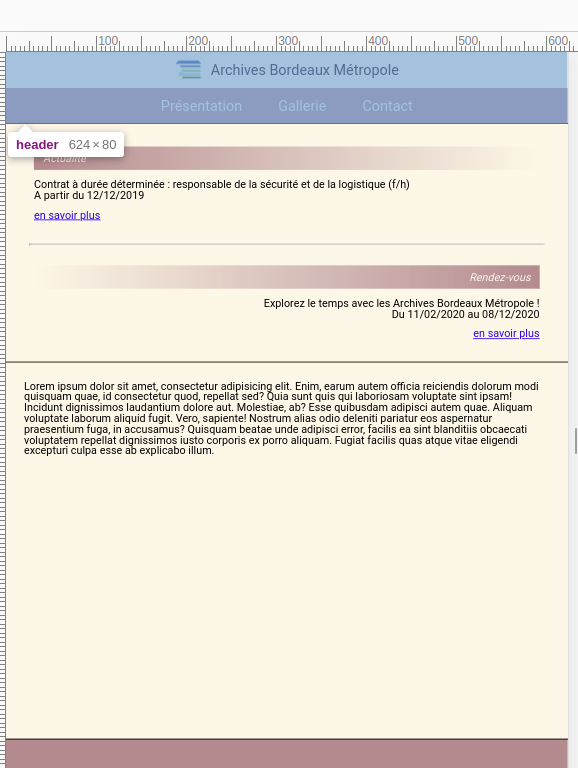 100 200 300 400 500 600
Archives Bordeaux Métropole
Présentation Gallerie Contact
header 624 × 80
Actualité
Contrat à durée déterminée : responsable de la sécurité et de la logistique (f/h)
A partir du 12/12/2019
en savoir plus
Rendez-vous
Explorez le temps avec les Archives Bordeaux Métropole !
Du 11/02/2020 au 08/12/2020
en savoir plus
Lorem ipsum dolor sit amet, consectetur adipisicing elit. Enim, earum autem officia reiciendis dolorum modi
quisquam quae, id consectetur quod, repellat sed? Quia sunt quis qui laboriosam voluptate sint ipsam!
Incidunt dignissimos laudantium dolore aut. Molestiae, ab? Esse quibusdam adipisci autem quae. Aliquam
voluptate laborum aliquid fugit. Vero, sapiente! Nostrum alias odio deleniti pariatur eos aspernatur
praesentium fuga, in accusamus? Quisquam beatae unde adipisci error, facilis ea sint blanditiis obcaecati
voluptatem repellat dignissimos iusto corporis ex porro aliquam. Fugiat facilis quas atque vitae eligendi
excepturi culpa esse ab explicabo illum.